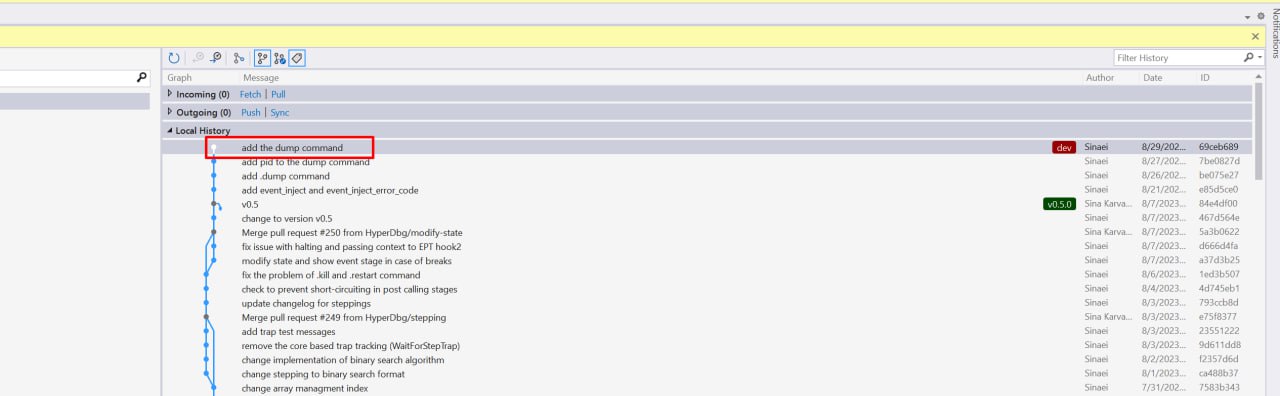 Notifications
Filter History
Graph Message Author Date ID
Incoming (0) Fetch | Pull
Outgoing (0) Push | Sync
Local History
add the dump command dev Sinaei 8/29/202... 69ceb689
add pid to the dump command Sinaei 8/27/202... 7be0827d
add .dump command Sinaei 8/26/202... be075e27
add event_inject and event_inject_error_code Sinaei 8/21/202... e85d5ce0
v0.5 v0.5.0 Sina Karva... 8/7/2023... 84e4df00
change to version v0.5 Sinaei 8/7/2023... 467d564e
Merge pull request #250 from HyperDbg/modify-state Sina Karva... 8/7/2023... 5a3b0622
fix issue with halting and passing context to EPT hook2 Sinaei 8/7/2023... d666d4fa
modify state and show event stage in case of breaks Sinaei 8/7/2023... a37d3b25
fix the problem of .kill and .restart command Sinaei 8/6/2023... 1ed3b507
check to prevent short-circuiting in post calling stages Sinaei 8/4/2023... 4d745eb1
update changelog for steppings Sinaei 8/3/2023... 793ccb8d
Merge pull request #249 from HyperDbg/stepping Sina Karva... 8/3/2023... e75f8377
add trap test messages Sinaei 8/3/2023... 23551222
remove the core based trap tracking (WaitForStepTrap) Sinaei 8/3/2023... 9d611dd8
change implementation of binary search algorithm Sinaei 8/2/2023... f2357d6d
change stepping to binary search format Sinaei 8/1/2023... ca488b37
change array managment index Sinaei 7/31/202... 7583b343